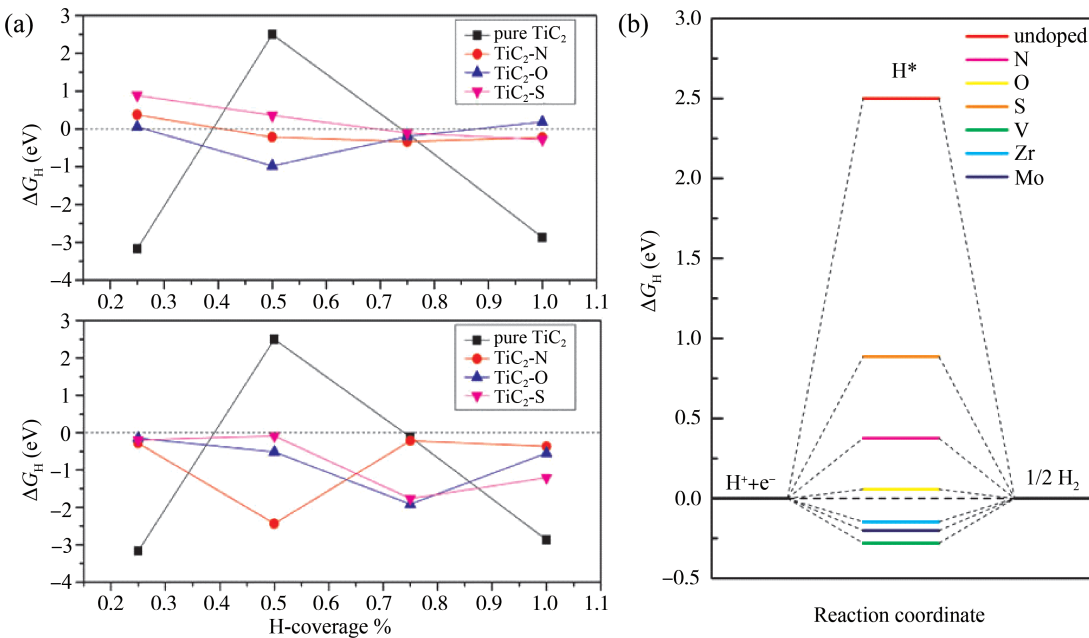 (a)
3
2
1
0
−1
−2
−3
−4
ΔG_H (eV)
pure TiC₂
TiC₂-N
TiC₂-O
TiC₂-S
0.2 0.3 0.4 0.5 0.6 0.7 0.8 0.9 1.0 1.1
3
2
1
0
−1
−2
−3
−4
ΔG_H (eV)
pure TiC₂
TiC₂-N
TiC₂-O
TiC₂-S
0.2 0.3 0.4 0.5 0.6 0.7 0.8 0.9 1.0 1.1
H-coverage %
(b)
3.0
2.5
2.0
1.5
1.0
0.5
0.0
−0.5
ΔG_H (eV)
undoped
N
O
S
V
Zr
Mo
H*
H⁺+e⁻
1/2 H₂
Reaction coordinate